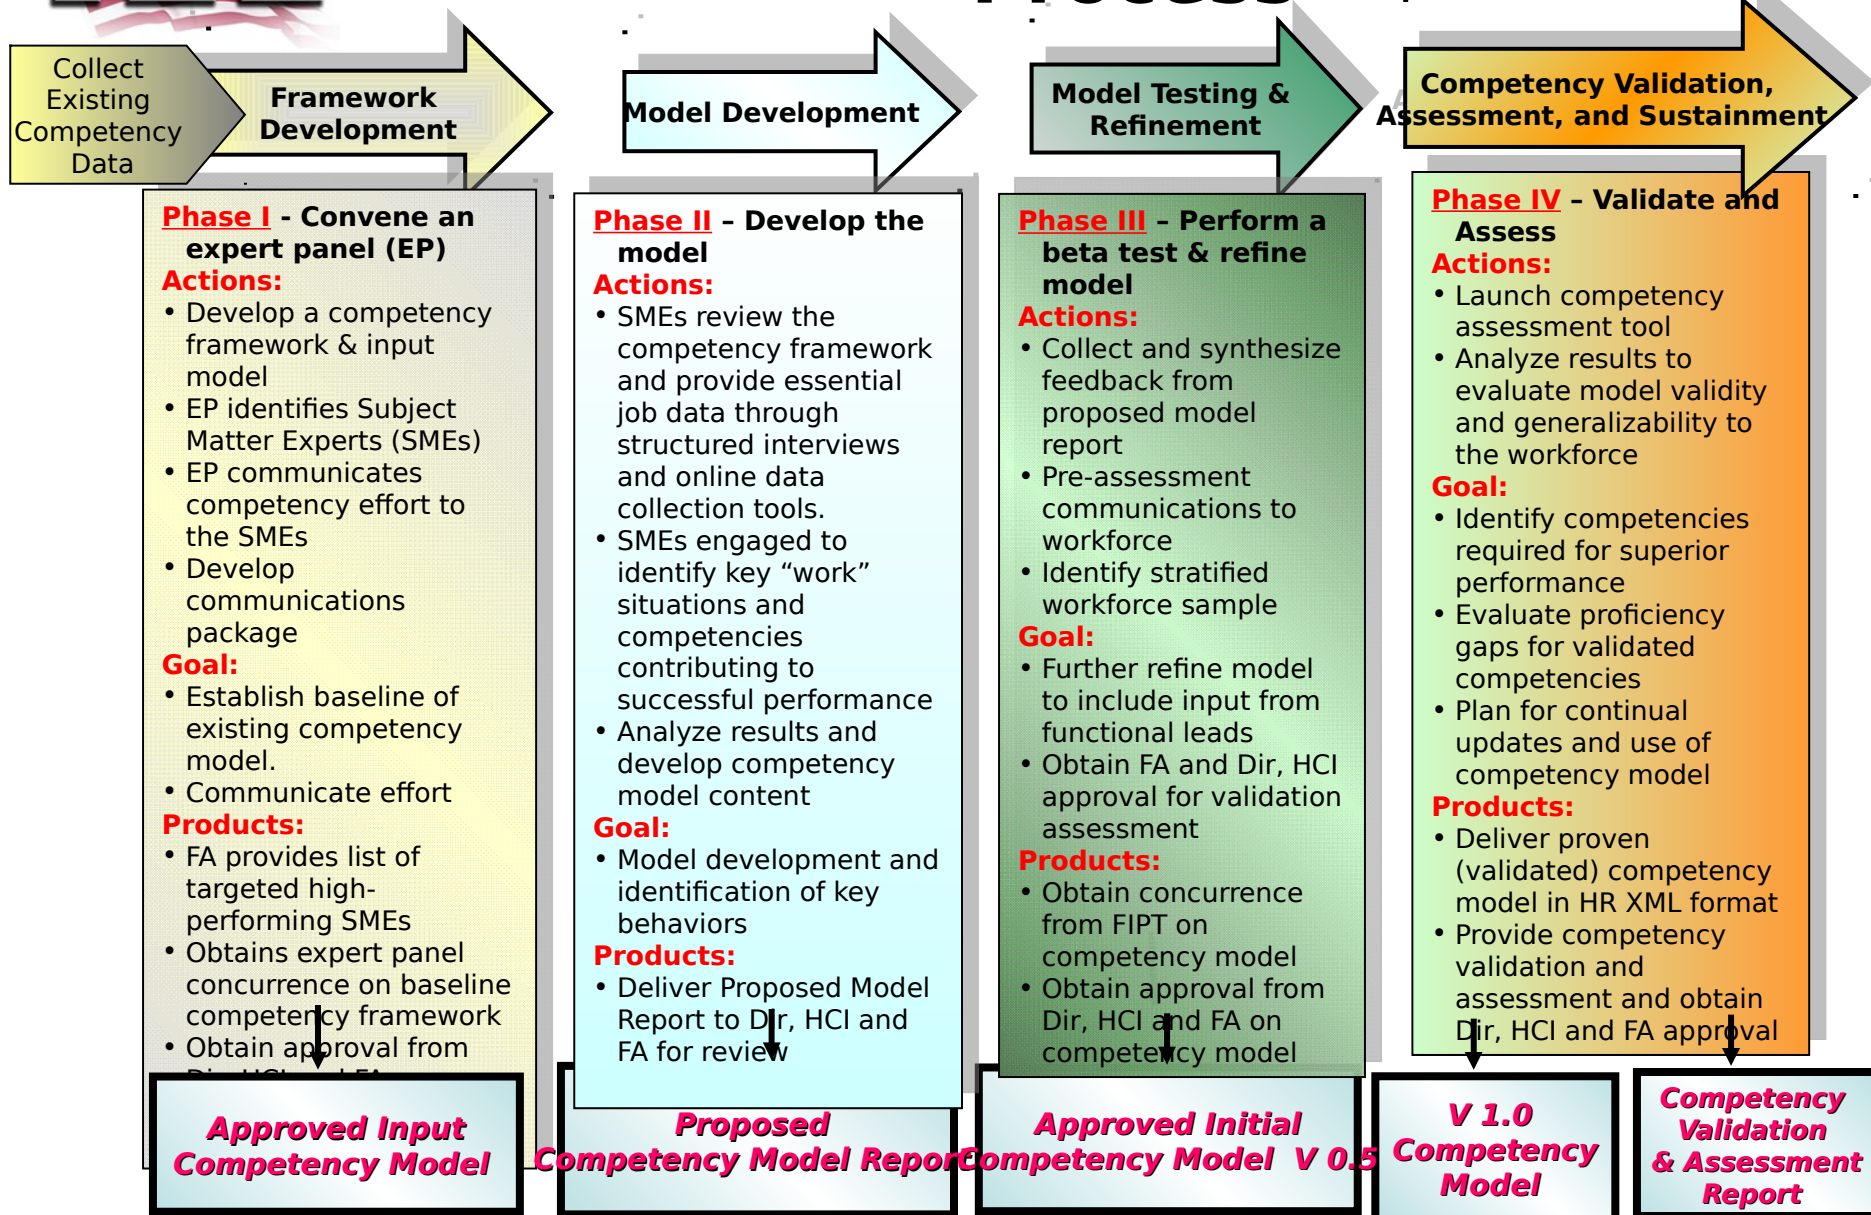 Process
Collect
Existing
Competency
Data
Framework
Development
Model Development
Model Testing &
Refinement
Competency Validation,
Assessment, and Sustainment
Phase I - Convene an
expert panel (EP)
Actions:
• Develop a competency
framework & input
model
• EP identifies Subject
Matter Experts (SMEs)
• EP communicates
competency effort to
the SMEs
• Develop
communications
package
Goal:
• Establish baseline of
existing competency
model.
• Communicate effort
Products:
• FA provides list of
targeted high-
performing SMEs
• Obtains expert panel
concurrence on baseline
competency framework
• Obtain approval from
Dir, HCI and FA
Approved Input
Competency Model
Phase II – Develop the
model
Actions:
• SMEs review the
competency framework
and provide essential
job data through
structured interviews
and online data
collection tools.
• SMEs engaged to
identify key “work”
situations and
competencies
contributing to
successful performance
• Analyze results and
develop competency
model content
Goal:
• Model development and
identification of key
behaviors
Products:
• Deliver Proposed Model
Report to Dir, HCI and
FA for review
Proposed
Competency Model Report
Phase III – Perform a
beta test & refine
model
Actions:
• Collect and synthesize
feedback from
proposed model
report
• Pre-assessment
communications to
workforce
• Identify stratified
workforce sample
Goal:
• Further refine model
to include input from
functional leads
• Obtain FA and Dir, HCI
approval for validation
assessment
Products:
• Obtain concurrence
from FIPT on
competency model
• Obtain approval from
Dir, HCI and FA on
competency model
Approved Initial
Competency Model V 0.5
Phase IV – Validate and
Assess
Actions:
• Launch competency
assessment tool
• Analyze results to
evaluate model validity
and generalizability to
the workforce
Goal:
• Identify competencies
required for superior
performance
• Evaluate proficiency
gaps for validated
competencies
• Plan for continual
updates and use of
competency model
Products:
• Deliver proven
(validated) competency
model in HR XML format
• Provide competency
validation and
assessment and obtain
Dir, HCI and FA approval
V 1.0
Competency
Model
Competency
Validation
& Assessment
Report